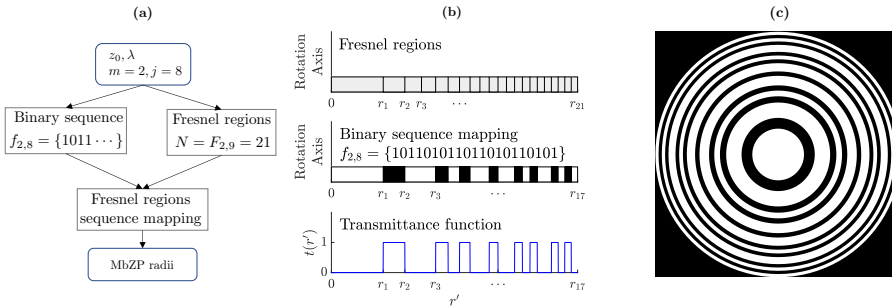 (a)
z₀, λ
m = 2, j = 8
Binary sequence
f₂,₈ = {1011 ⋯}
Fresnel regions
N = F₂,₉ = 21
Fresnel regions
sequence mapping
MbZP radii
(b)
Rotation
Axis
Fresnel regions
0 r₁ r₂ r₃ ⋯ r₂₁
Rotation
Axis
Binary sequence mapping
f₂,₈ = {101101011011010110101}
0 r₁ r₂ r₃ ⋯ r₁₇
Transmittance function
t(r′)
1
0
0 r₁ r₂ r₃ ⋯ r₁₇
r′
(c)